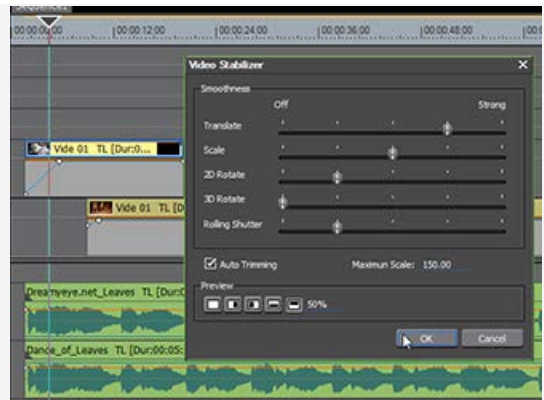 Sequence1
00:00:00;00 |00:00:12:00 |00:00:24:00 |00:00:36:00 |00:00:48:00 |00:0
Video Stabilizer
Smoothness
Off Strong
Translate
Scale
2D Rotate
3D Rotate
Rolling Shutter
Auto Trimming Maximun Scale: 150.00
Preview
50%
OK Cancel
Vide 01 TL [Dur:0...
Vide 01 TL [D
Dreamyeye.net_Leaves TL [Dur:0
Dance_of_Leaves TL [Dur:00:05: